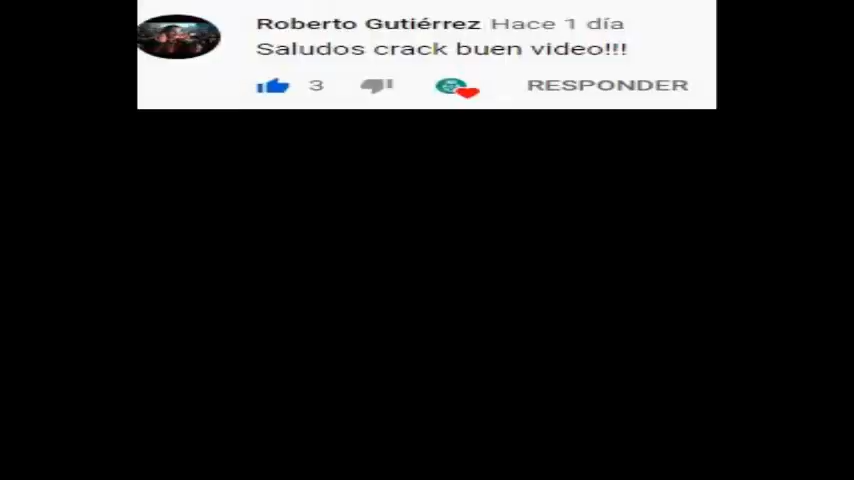 Roberto Gutiérrez Hace 1 día
Saludos crack buen video!!!
3 RESPONDER